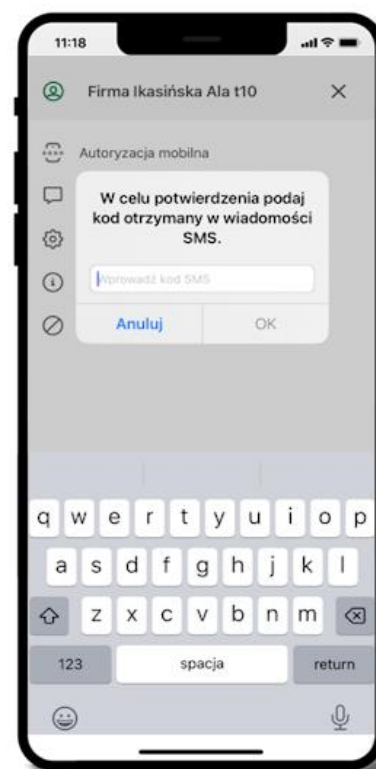 11:18
Firma Ikasińska Ala t10
Autoryzacja mobilna
W celu potwierdzenia podaj
kod otrzymany w wiadomości
SMS.
Wprowadź kod SMS
Anuluj OK
q w e r t y u i o p
a s d f g h j k l
z x c v b n m
123 spacja return